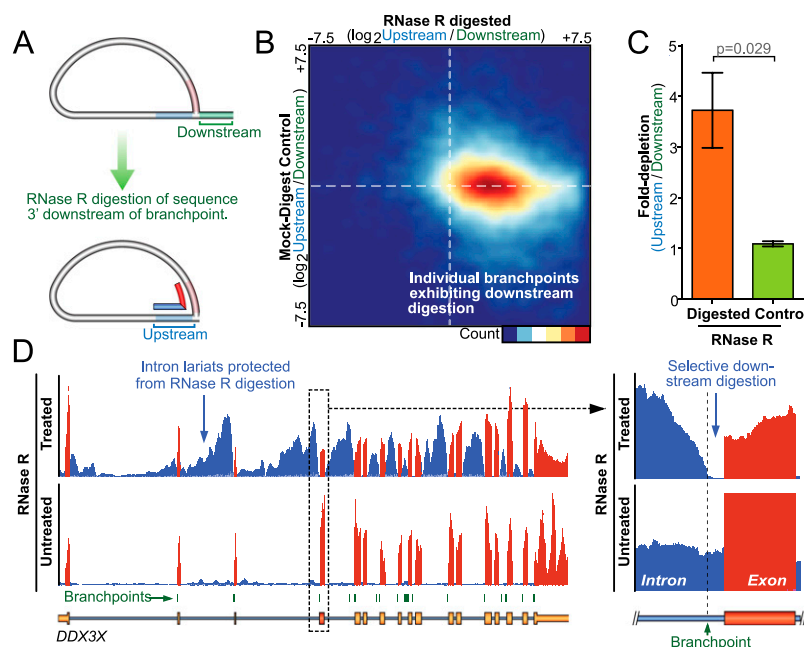 A
Downstream
RNase R digestion of sequence
3' downstream of branchpoint.
Upstream
B
RNase R digested
-7.5 (log2Upstream/Downstream) +7.5
+7.5
Mock-Digest Control
(log2Upstream/Downstream)
-7.5
Individual branchpoints
exhibiting downstream
digestion
Count
C
p=0.029
Fold-depletion
(Upstream/Downstream)
5
4
3
2
1
0
Digested Control
RNase R
D
Intron lariats protected
from RNase R digestion
RNase R
Treated
Untreated
Branchpoints
DDX3X
Selective down-
stream digestion
RNase R
Treated
Untreated
Intron
Exon
Branchpoint